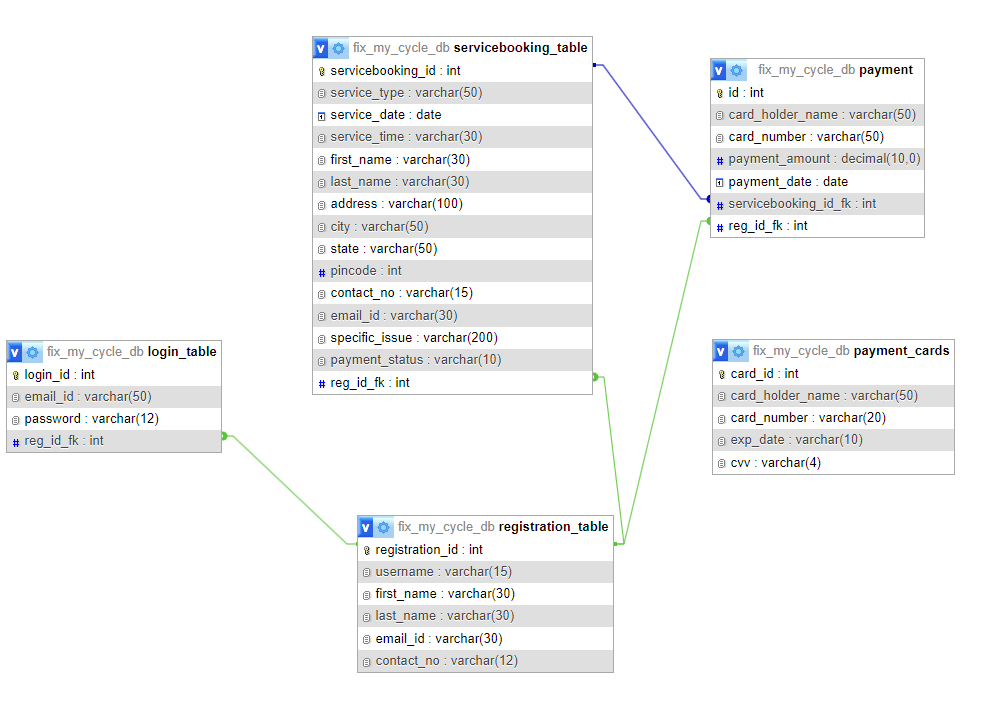 fix_my_cycle_db servicebooking_table
servicebooking_id : int
service_type : varchar(50)
service_date : date
service_time : varchar(30)
first_name : varchar(30)
last_name : varchar(30)
address : varchar(100)
city : varchar(50)
state : varchar(50)
# pincode : int
contact_no : varchar(15)
email_id : varchar(30)
specific_issue : varchar(200)
payment_status : varchar(10)
# reg_id_fk : int
fix_my_cycle_db payment
id : int
card_holder_name : varchar(50)
card_number : varchar(50)
# payment_amount : decimal(10,0)
payment_date : date
# servicebooking_id_fk : int
# reg_id_fk : int
fix_my_cycle_db login_table
login_id : int
email_id : varchar(50)
password : varchar(12)
# reg_id_fk : int
fix_my_cycle_db payment_cards
card_id : int
card_holder_name : varchar(50)
card_number : varchar(20)
exp_date : varchar(10)
cvv : varchar(4)
fix_my_cycle_db registration_table
registration_id : int
username : varchar(15)
first_name : varchar(30)
last_name : varchar(30)
email_id : varchar(30)
contact_no : varchar(12)